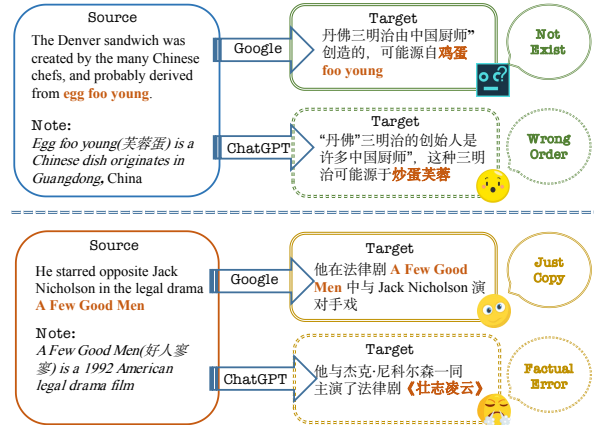 Source
The Denver sandwich was
created by the many Chinese
chefs, and probably derived
from egg foo young.
Note:
Egg foo young(芙蓉蛋) is a
Chinese dish originates in
Guangdong, China
Google
Target
丹佛三明治由中国厨师”
创造的，可能源自鸡蛋
foo young
Not
Exist
ChatGPT
Target
“丹佛”三明治的创始人是
许多中国厨师”，这种三明
治可能源于炒蛋芙蓉
Wrong
Order
Source
He starred opposite Jack
Nicholson in the legal drama
A Few Good Men
Note:
A Few Good Men(好人寥
寥) is a 1992 American
legal drama film
Google
Target
他在法律剧 A Few Good
Men 中与 Jack Nicholson 演
对手戏
Just
Copy
ChatGPT
Target
他与杰克·尼科尔森一同
主演了法律剧《壮志凌云》
Factual
Error